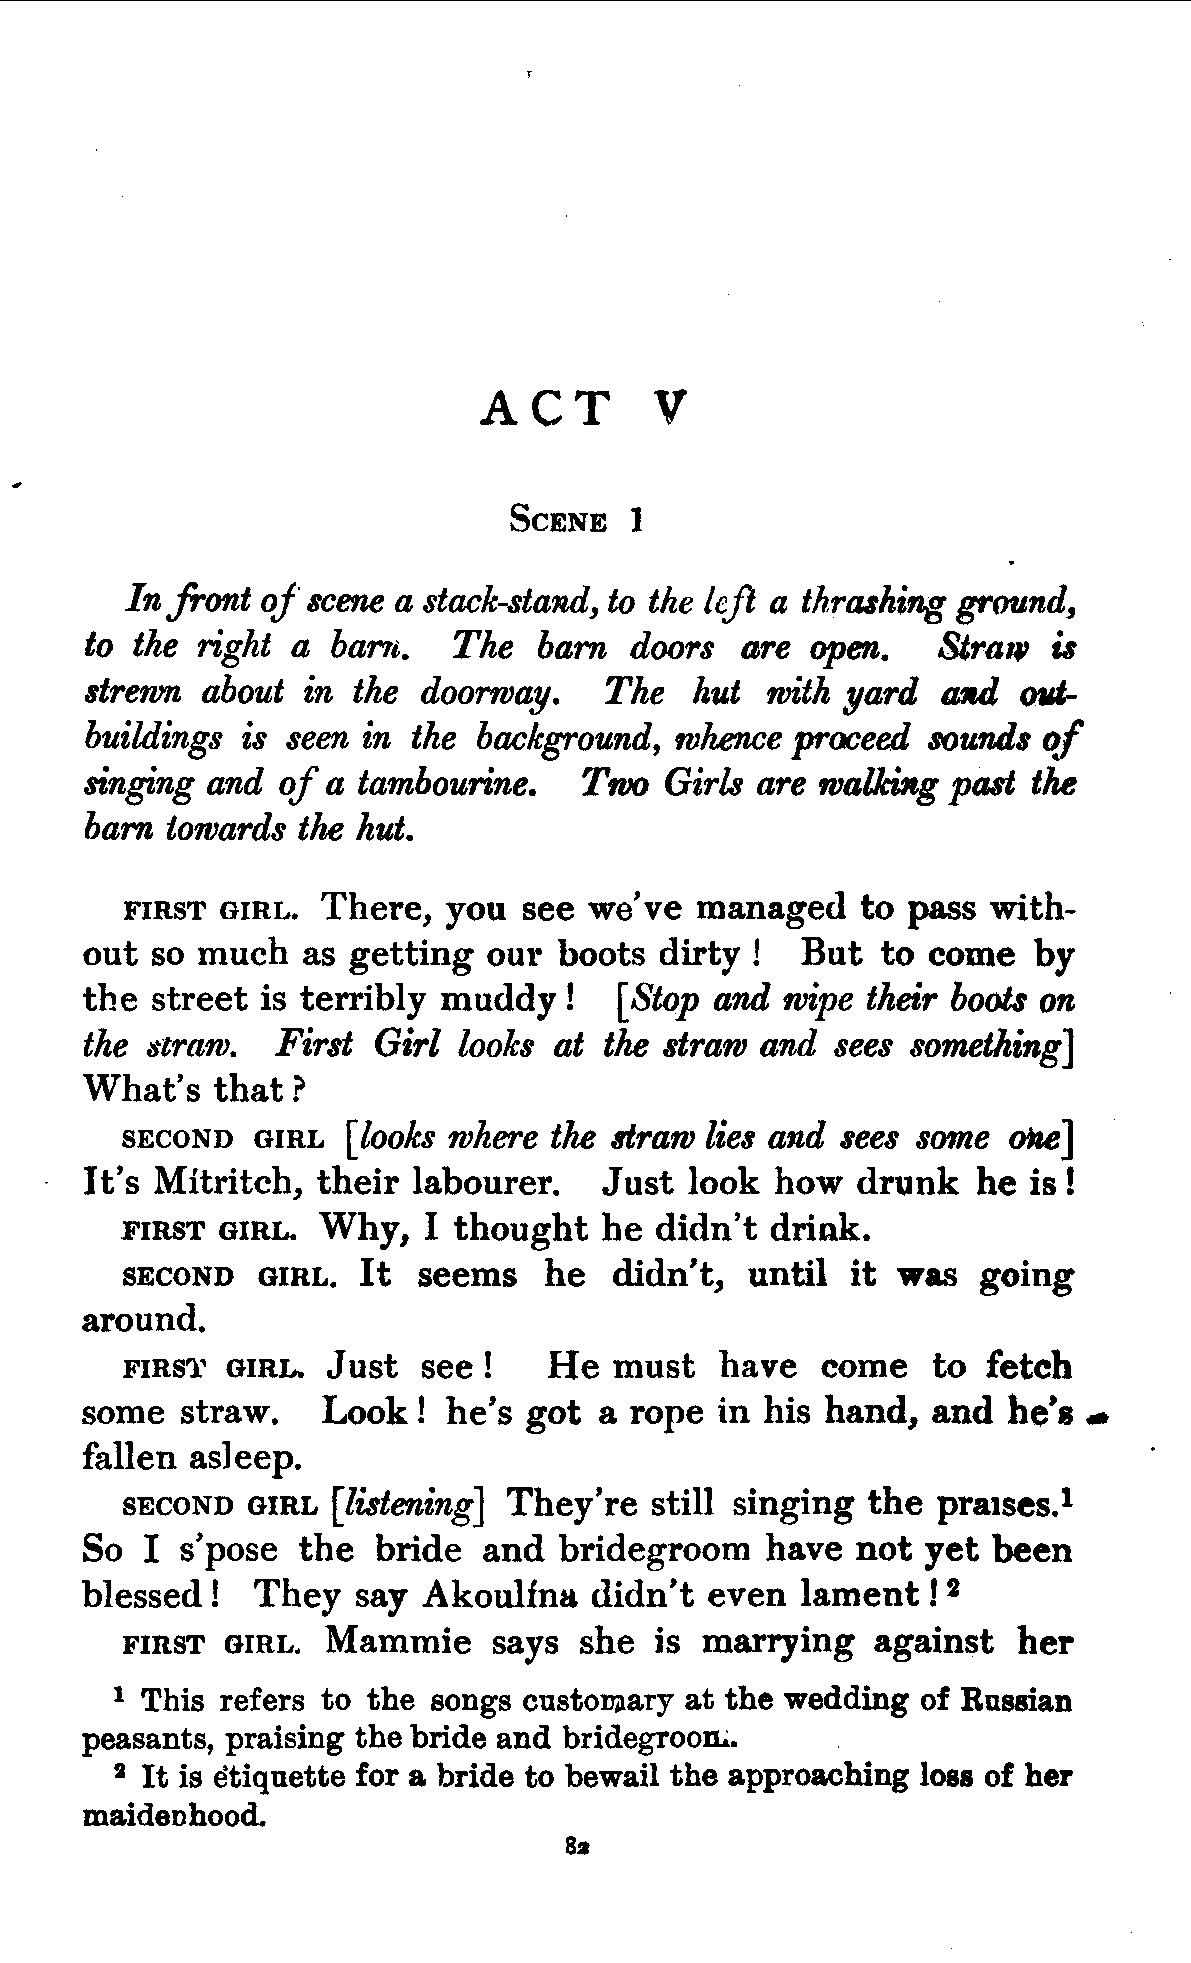 ACT V
SCENE 1
In front of scene a stack-stand, to the left a thrashing ground,
to the right a barn. The barn doors are open. Straw is
strewn about in the doorway. The hut with yard and out-
buildings is seen in the background, whence proceed sounds of
singing and of a tambourine. Two Girls are walking past the
barn towards the hut.
FIRST GIRL. There, you see we've managed to pass with-
out so much as getting our boots dirty! But to come by
the street is terribly muddy! [Stop and wipe their boots on
the straw. First Girl looks at the straw and sees something]
What's that?
SECOND GIRL [looks where the straw lies and sees some one]
It's Mítritch, their labourer. Just look how drunk he is!
FIRST GIRL. Why, I thought he didn't drink.
SECOND GIRL. It seems he didn't, until it was going
around.
FIRST GIRL. Just see! He must have come to fetch
some straw. Look! he's got a rope in his hand, and he's
fallen asleep.
SECOND GIRL [listening] They're still singing the praises.¹
So I s'pose the bride and bridegroom have not yet been
blessed! They say Akoulína didn't even lament!²
FIRST GIRL. Mammie says she is marrying against her
¹ This refers to the songs customary at the wedding of Russian
peasants, praising the bride and bridegroom.
² It is etiquette for a bride to bewail the approaching loss of her
maidenhood.
82